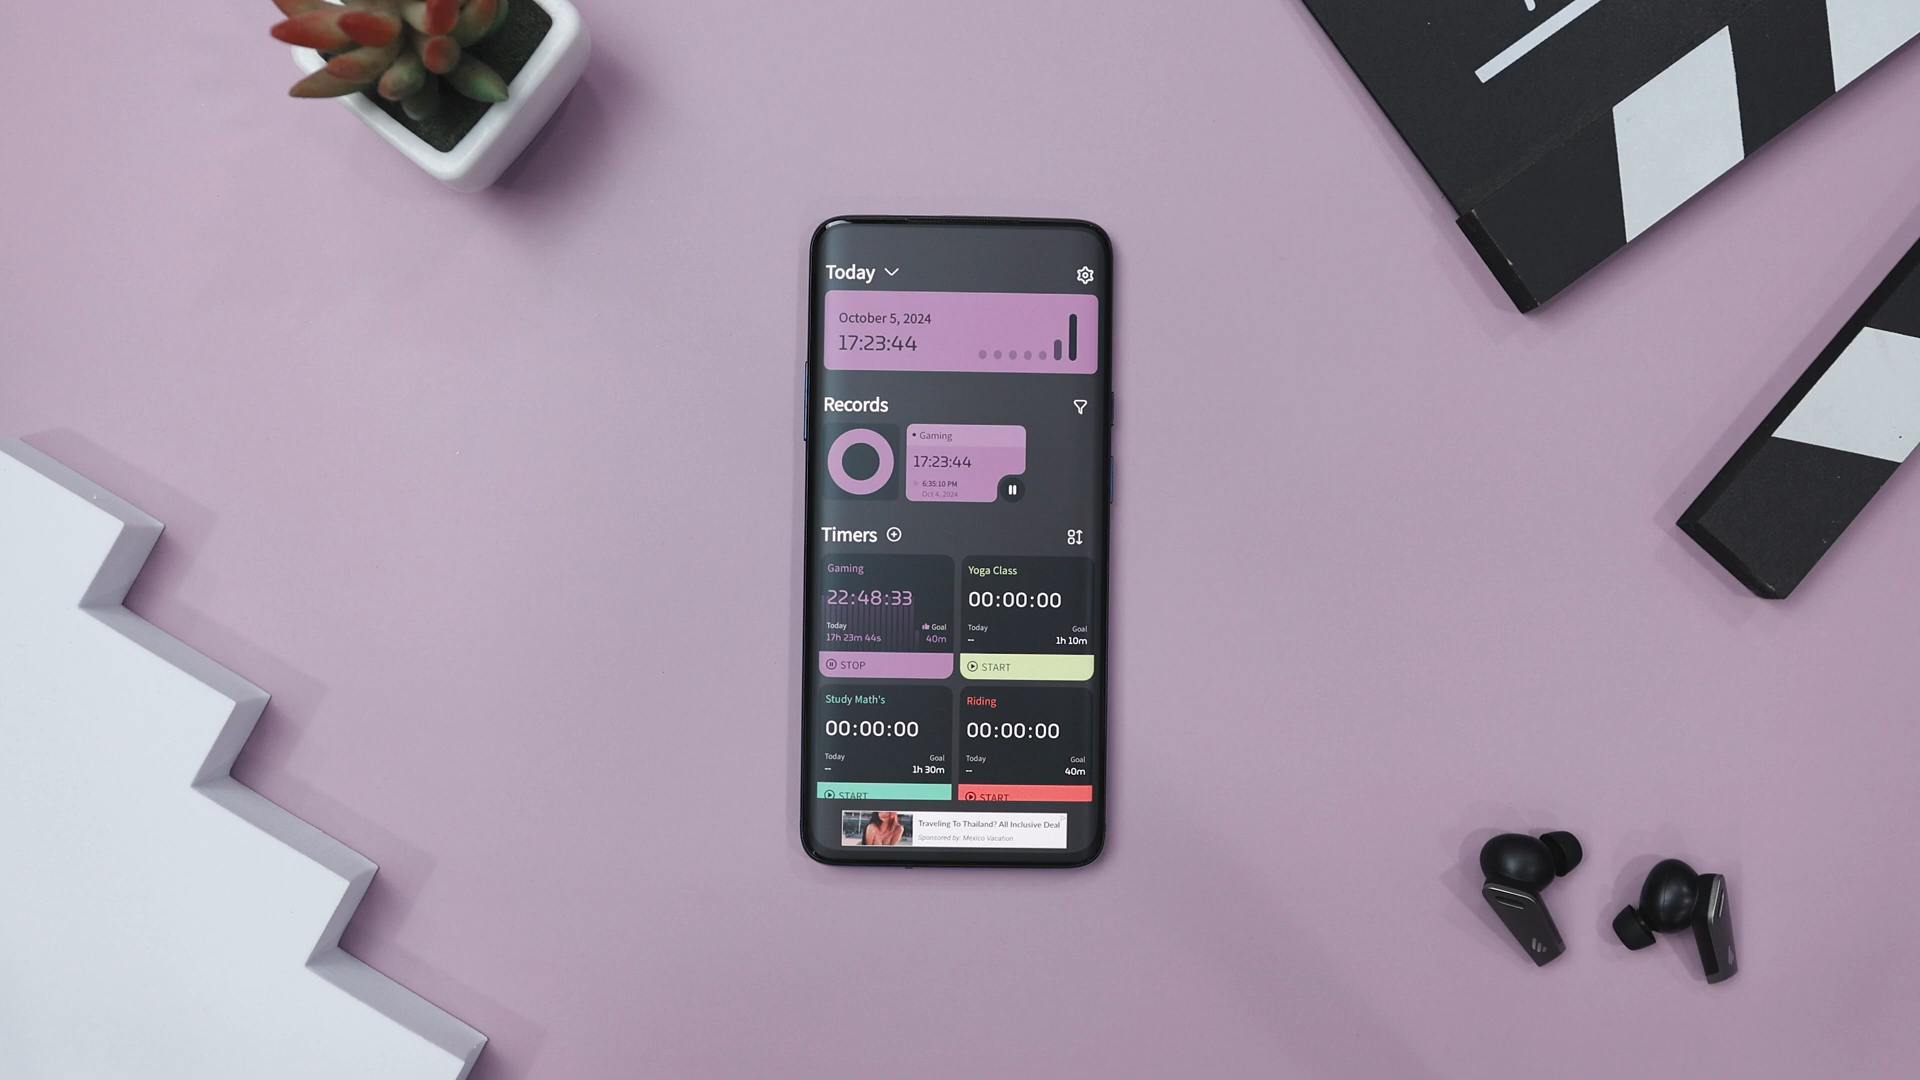 Today
October 5, 2024
17:23:44
Records
Gaming
17:23:44
6:35:10 PM
Oct 4, 2024
Timers
Gaming
22:48:33
Today Goal
17h 23m 44s 40m
STOP
Yoga Class
00:00:00
Today Goal
-- 1h 10m
START
Study Math's
00:00:00
Today Goal
-- 1h 30m
START
Riding
00:00:00
Today Goal
-- 40m
START
Traveling To Thailand? All Inclusive Deal
Sponsored by: Mexico Vacation